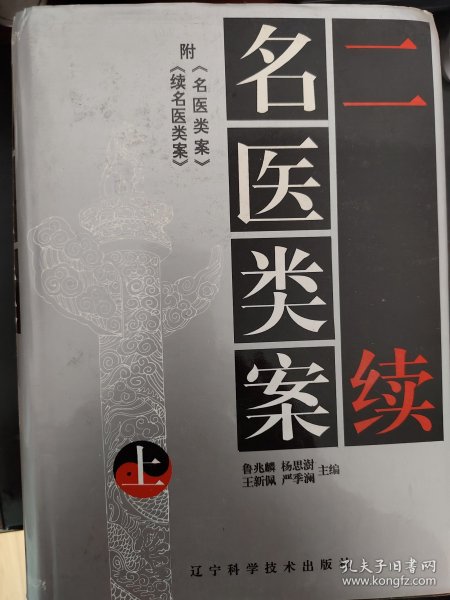 二续
名医类案
附《名医类案》
《续名医类案》
上
鲁兆麟 杨思澍
王新佩 严季澜 主编
辽宁科学技术出版社
孔夫子旧书网
www.kongfz.com